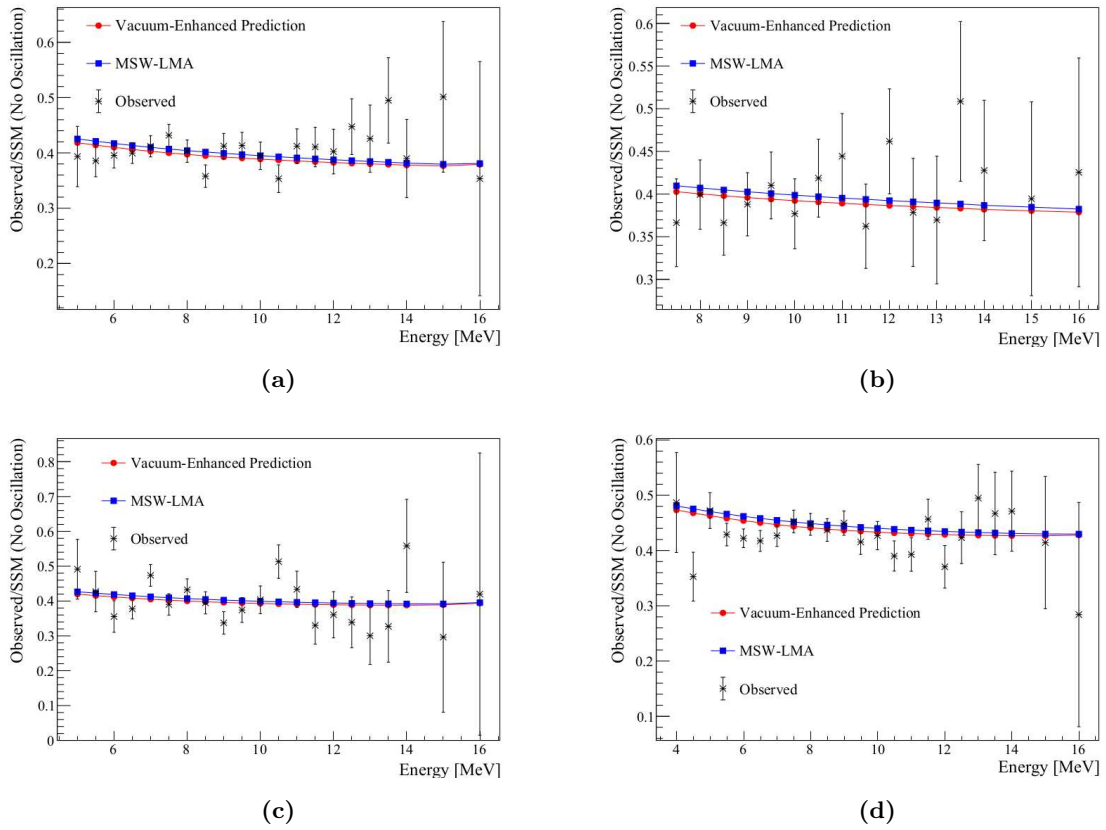 Vacuum-Enhanced Prediction
MSW-LMA
Observed
Observed/SSM (No Oscillation)
0.6
0.5
0.4
0.3
0.2
6 8 10 12 14 16
Energy [MeV]
(a)
Vacuum-Enhanced Prediction
MSW-LMA
Observed
Observed/SSM (No Oscillation)
0.6
0.55
0.5
0.45
0.4
0.35
0.3
8 9 10 11 12 13 14 15 16
Energy [MeV]
(b)
Vacuum-Enhanced Prediction
MSW-LMA
Observed
Observed/SSM (No Oscillation)
0.8
0.7
0.6
0.5
0.4
0.3
0.2
0.1
0
6 8 10 12 14 16
Energy [MeV]
(c)
Observed/SSM (No Oscillation)
0.6
0.5
0.4
0.3
0.2
0.1
Vacuum-Enhanced Prediction
MSW-LMA
Observed
4 6 8 10 12 14 16
Energy [MeV]
(d)